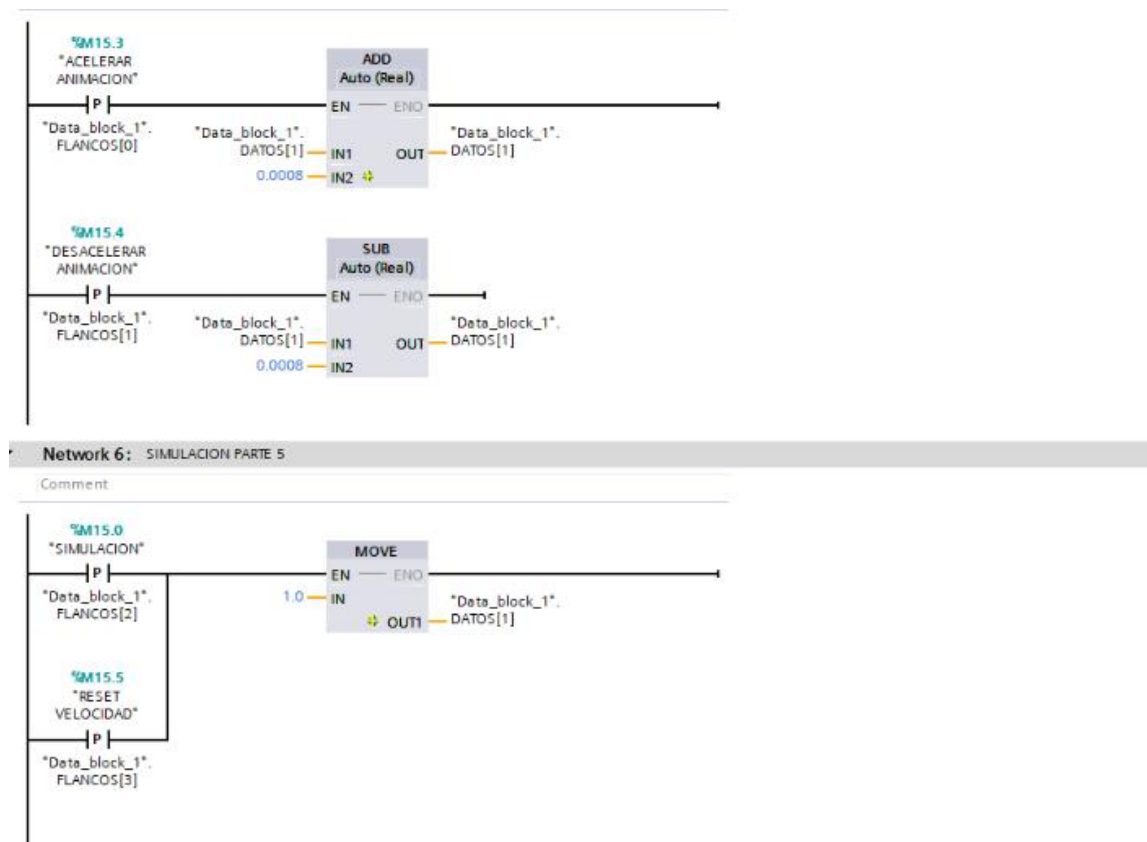 %M15.3
"ACELERAR
ANIMACION"
P
"Data_block_1".
FLANCOS[0]
ADD
Auto (Real)
EN ENO
"Data_block_1".
DATOS[1] IN1
0.0008 IN2
OUT
"Data_block_1".
DATOS[1]
%M15.4
"DESACELERAR
ANIMACION"
P
"Data_block_1".
FLANCOS[1]
SUB
Auto (Real)
EN ENO
"Data_block_1".
DATOS[1] IN1
0.0008 IN2
OUT
"Data_block_1".
DATOS[1]
Network 6: SIMULACION PARTE 5
Comment
%M15.0
"SIMULACION"
P
"Data_block_1".
FLANCOS[2]
MOVE
EN ENO
1.0 IN
OUT1
"Data_block_1".
DATOS[1]
%M15.5
"RESET
VELOCIDAD"
P
"Data_block_1".
FLANCOS[3]